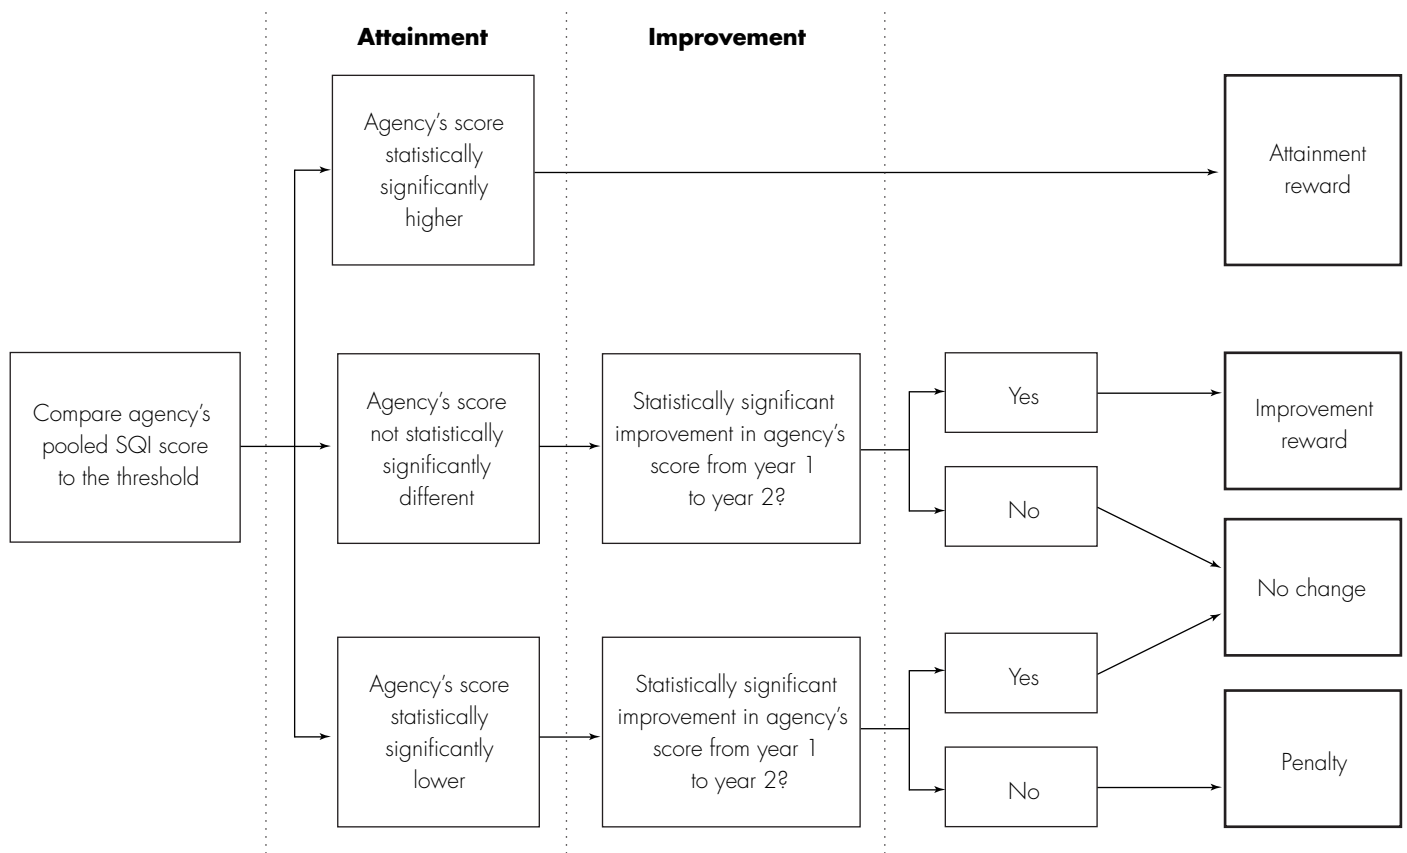 Attainment
Improvement
Agency’s score
statistically
significantly
higher
Attainment
reward
Compare agency’s
pooled SQI score
to the threshold
Agency’s score
not statistically
significantly
different
Statistically significant
improvement in agency’s
score from year 1
to year 2?
Yes
No
Improvement
reward
No change
Agency’s score
statistically
significantly
lower
Statistically significant
improvement in agency’s
score from year 1
to year 2?
Yes
No
Penalty